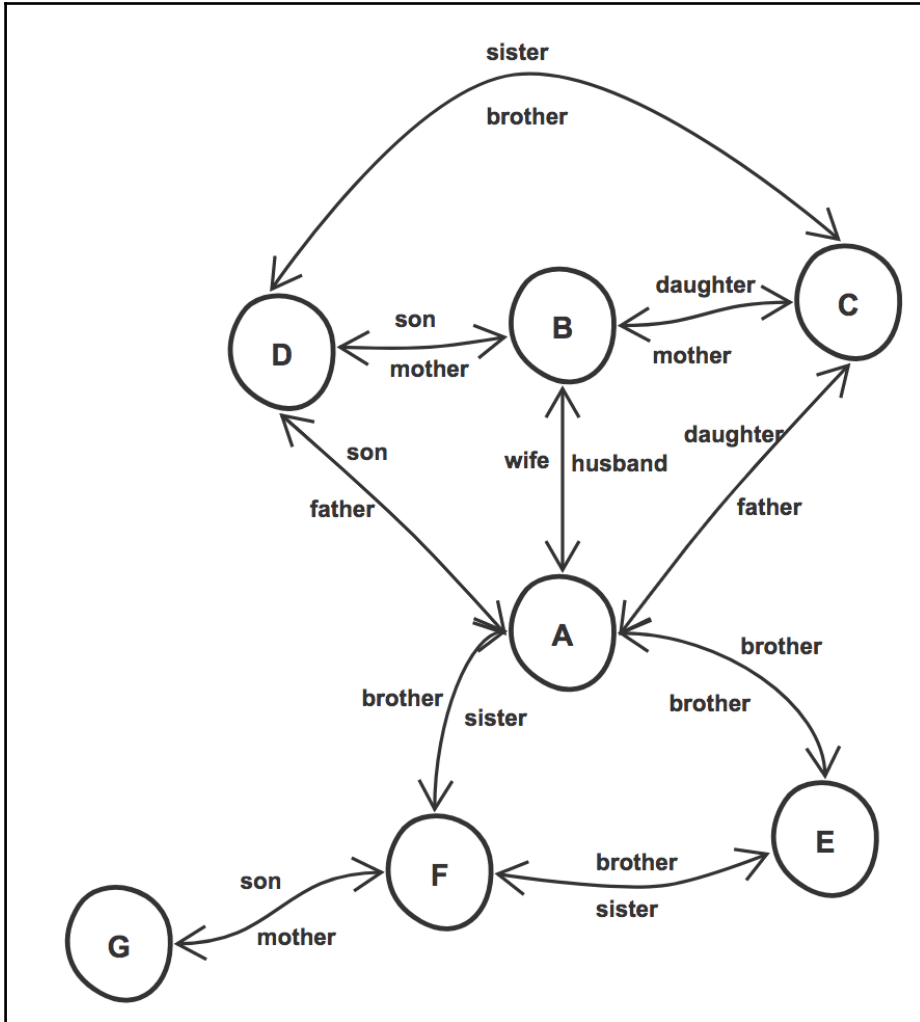 sister
brother
daughter
C
B
son
D
mother
mother
daughter
son
wife
husband
father
father
A
brother
brother
brother
sister
E
brother
F
son
sister
mother
G